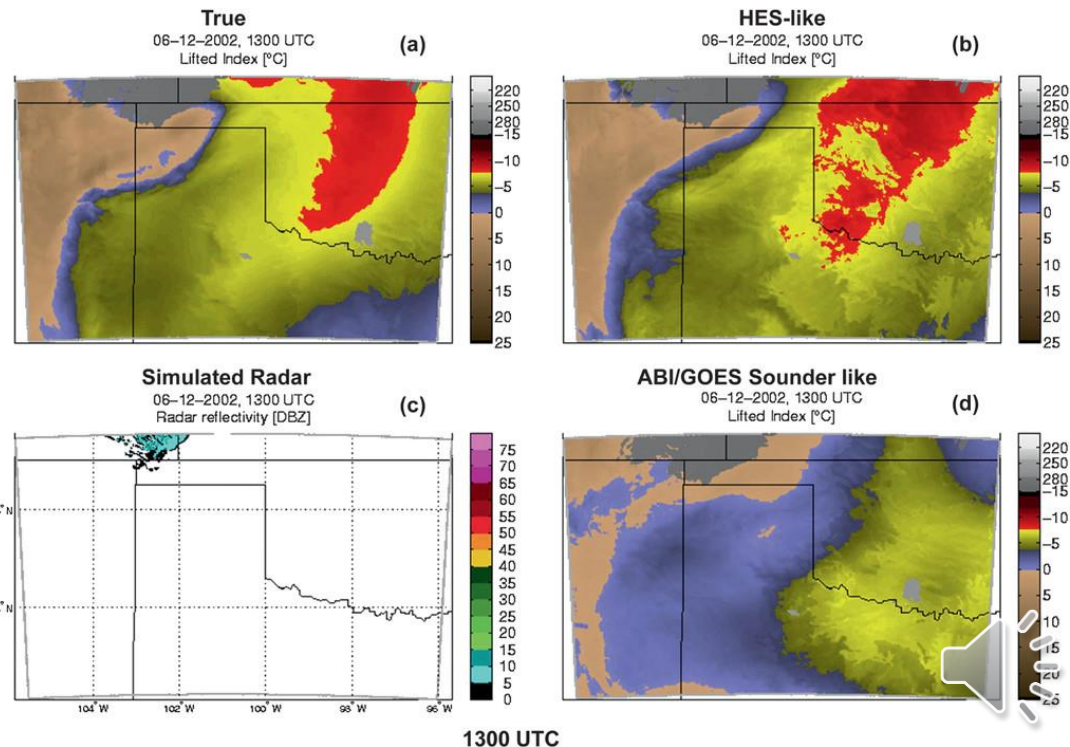 True
06–12–2002, 1300 UTC
Lifted Index [°C]
(a)
220
250
280
−15
−10
−5
0
5
10
15
20
25
HES-like
06–12–2002, 1300 UTC
Lifted Index [°C]
(b)
220
250
280
−15
−10
−5
0
5
10
15
20
25
Simulated Radar
06–12–2002, 1300 UTC
Radar reflectivity [DBZ]
(c)
75
70
65
60
55
50
45
40
35
30
25
20
15
10
5
0
° N
° N
104 °W 102 °W 100 °W 98 °W 96 °W
ABI/GOES Sounder like
06–12–2002, 1300 UTC
Lifted Index [°C]
(d)
220
250
280
−15
−10
−5
0
5
10
15
25
1300 UTC